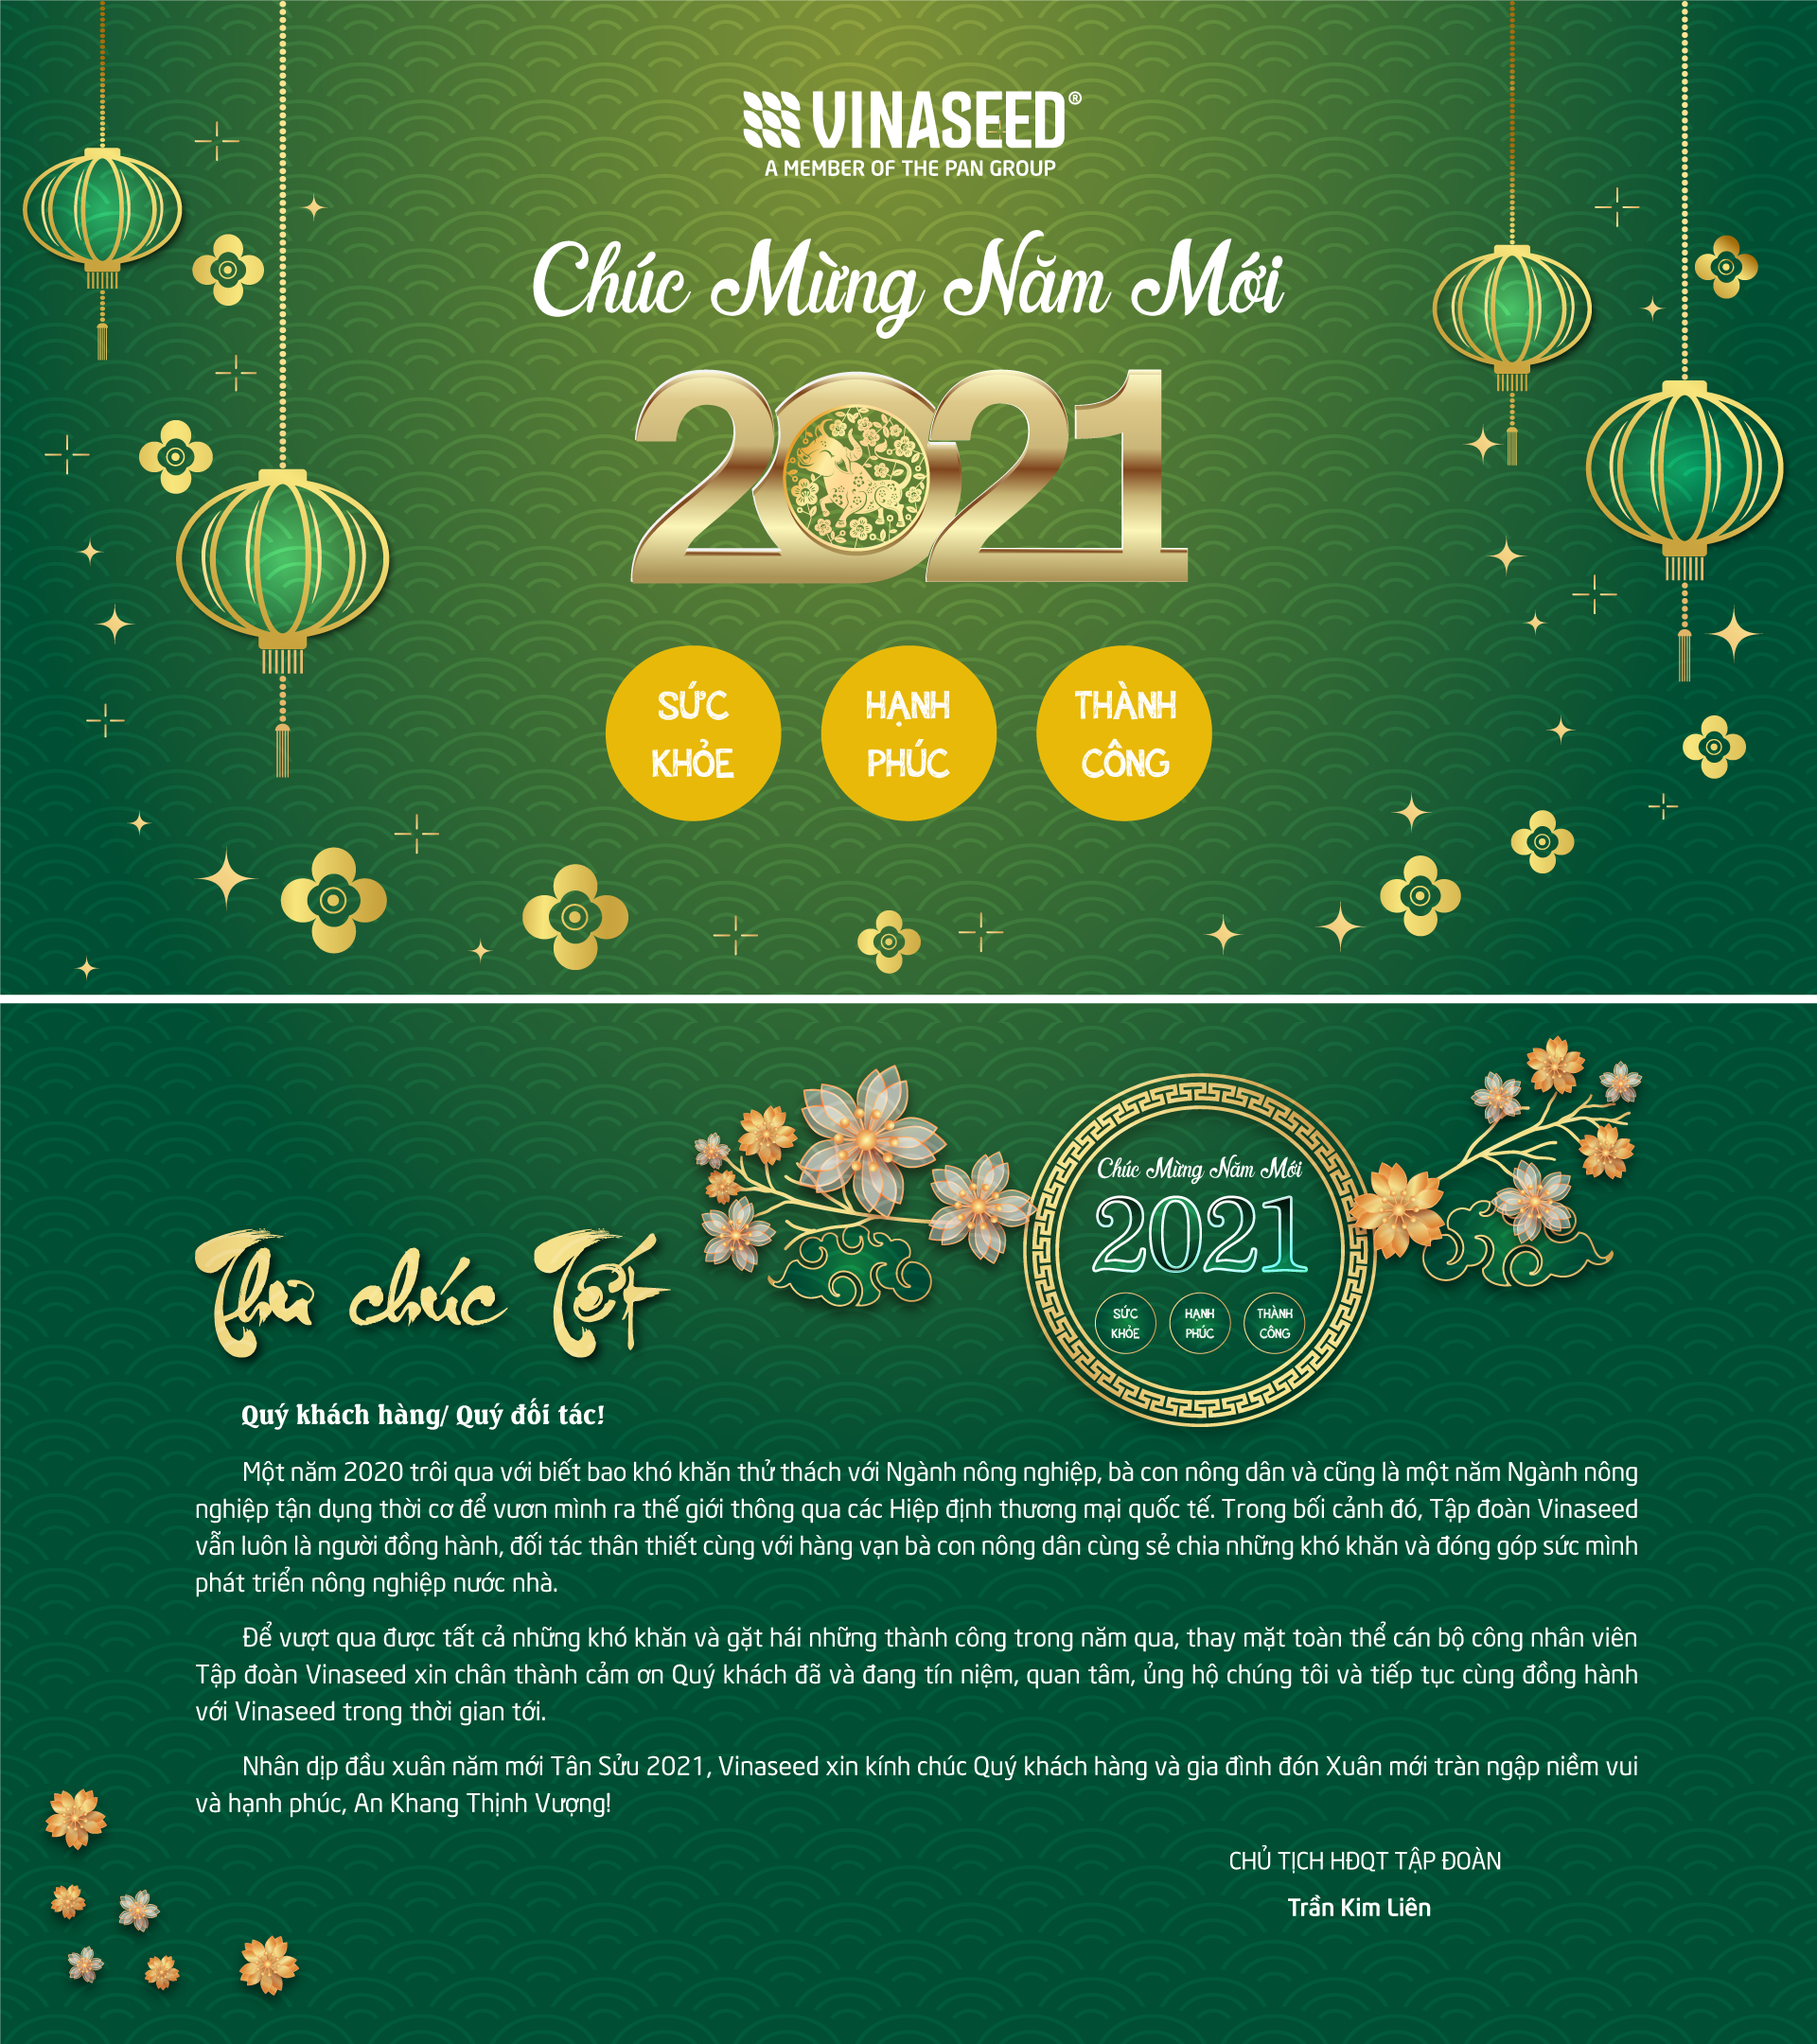 VINASEED®
A MEMBER OF THE PAN GROUP
Chúc Mừng Năm Mới
2021
SỨC
KHỎE
HẠNH
PHÚC
THÀNH
CÔNG
Chúc Mừng Năm Mới
2021
SỨC
KHỎE
HẠNH
PHÚC
THÀNH
CÔNG
Thư chúc Tết
Quý khách hàng/ Quý đối tác!
Một năm 2020 trôi qua với biết bao khó khăn thử thách với Ngành nông nghiệp, bà con nông dân và cũng là một năm Ngành nông
nghiệp tận dụng thời cơ để vươn mình ra thế giới thông qua các Hiệp định thương mại quốc tế. Trong bối cảnh đó, Tập đoàn Vinaseed
vẫn luôn là người đồng hành, đối tác thân thiết cùng với hàng vạn bà con nông dân cùng sẻ chia những khó khăn và đóng góp sức mình
phát triển nông nghiệp nước nhà.
Để vượt qua được tất cả những khó khăn và gặt hái những thành công trong năm qua, thay mặt toàn thể cán bộ công nhân viên
Tập đoàn Vinaseed xin chân thành cảm ơn Quý khách đã và đang tín niệm, quan tâm, ủng hộ chúng tôi và tiếp tục cùng đồng hành
với Vinaseed trong thời gian tới.
Nhân dịp đầu xuân năm mới Tân Sửu 2021, Vinaseed xin kính chúc Quý khách hàng và gia đình đón Xuân mới tràn ngập niềm vui
và hạnh phúc, An Khang Thịnh Vượng!
CHỦ TỊCH HĐQT TẬP ĐOÀN
Trần Kim Liên